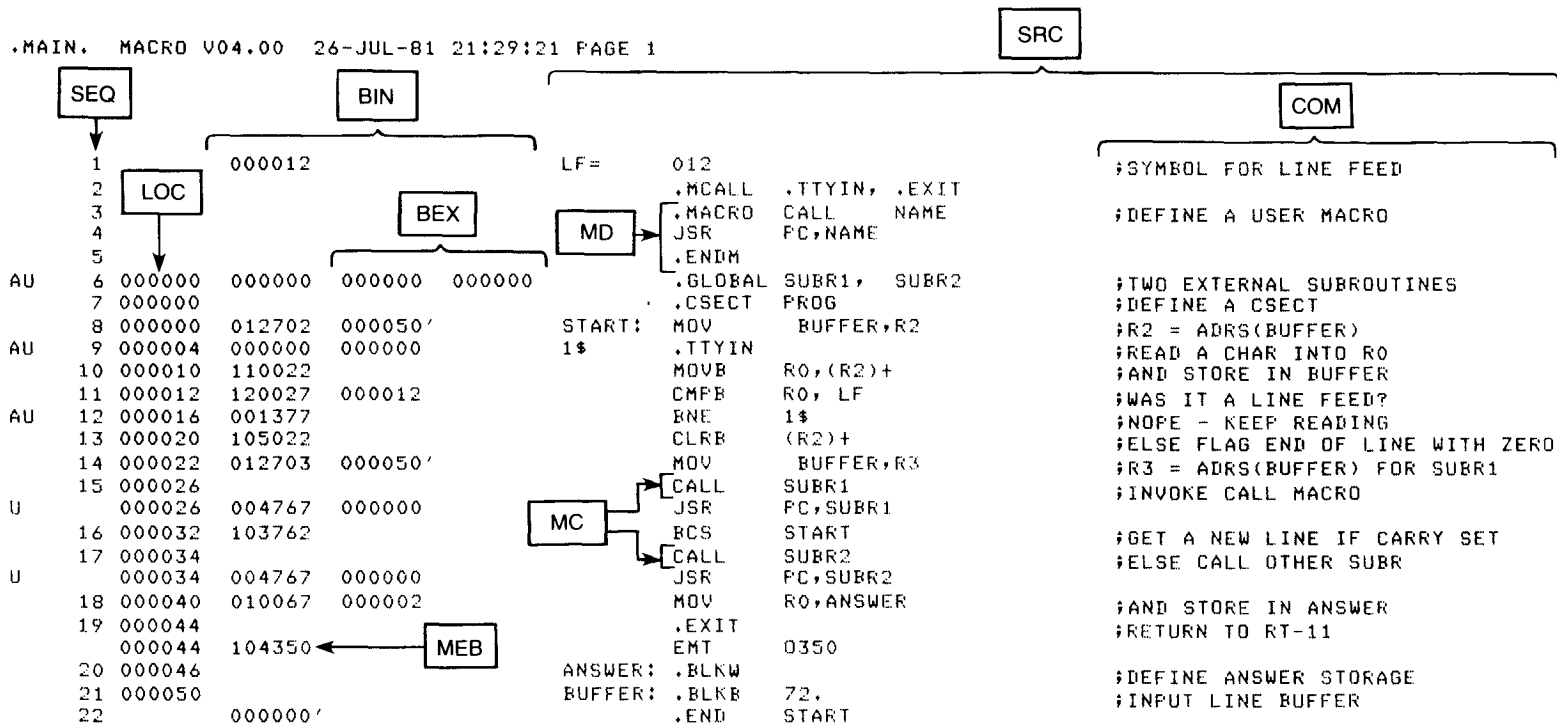 SRC
.MAIN. MACRO V04.00 26-JUL-81 21:29:21 PAGE 1
SEQ BIN COM
1 000012 LF= 012 ;SYMBOL FOR LINE FEED
LOC
2 .MCALL .TTYIN, .EXIT
BEX
3 .MACRO CALL NAME ;DEFINE A USER MACRO
MD
4 JSR PC,NAME
5 .ENDM
AU 6 000000 000000 000000 000000 .GLOBAL SUBR1, SUBR2 ;TWO EXTERNAL SUBROUTINES
7 000000 .CSECT PROG ;DEFINE A CSECT
8 000000 012702 000050' START: MOV BUFFER,R2 ;R2 = ADRS(BUFFER)
AU 9 000004 000000 000000 1$ .TTYIN ;READ A CHAR INTO R0
10 000010 110022 MOVB R0,(R2)+ ;AND STORE IN BUFFER
11 000012 120027 000012 CMPB R0, LF ;WAS IT A LINE FEED?
AU 12 000016 001377 BNE 1$ ;NOPE - KEEP READING
13 000020 105022 CLRB (R2)+ ;ELSE FLAG END OF LINE WITH ZERO
14 000022 012703 000050' MOV BUFFER,R3 ;R3 = ADRS(BUFFER) FOR SUBR1
15 000026 CALL SUBR1 ;INVOKE CALL MACRO
U 000026 004767 000000 JSR PC,SUBR1
MC
16 000032 103762 BCS START ;GET A NEW LINE IF CARRY SET
17 000034 CALL SUBR2 ;ELSE CALL OTHER SUBR
U 000034 004767 000000 JSR PC,SUBR2
18 000040 010067 000002 MOV R0,ANSWER ;AND STORE IN ANSWER
19 000044 .EXIT ;RETURN TO RT-11
000044 104350 MEB EMT 0350
20 000046 ANSWER: .BLKW ;DEFINE ANSWER STORAGE
21 000050 BUFFER: .BLKB 72. ;INPUT LINE BUFFER
22 000000' .END START